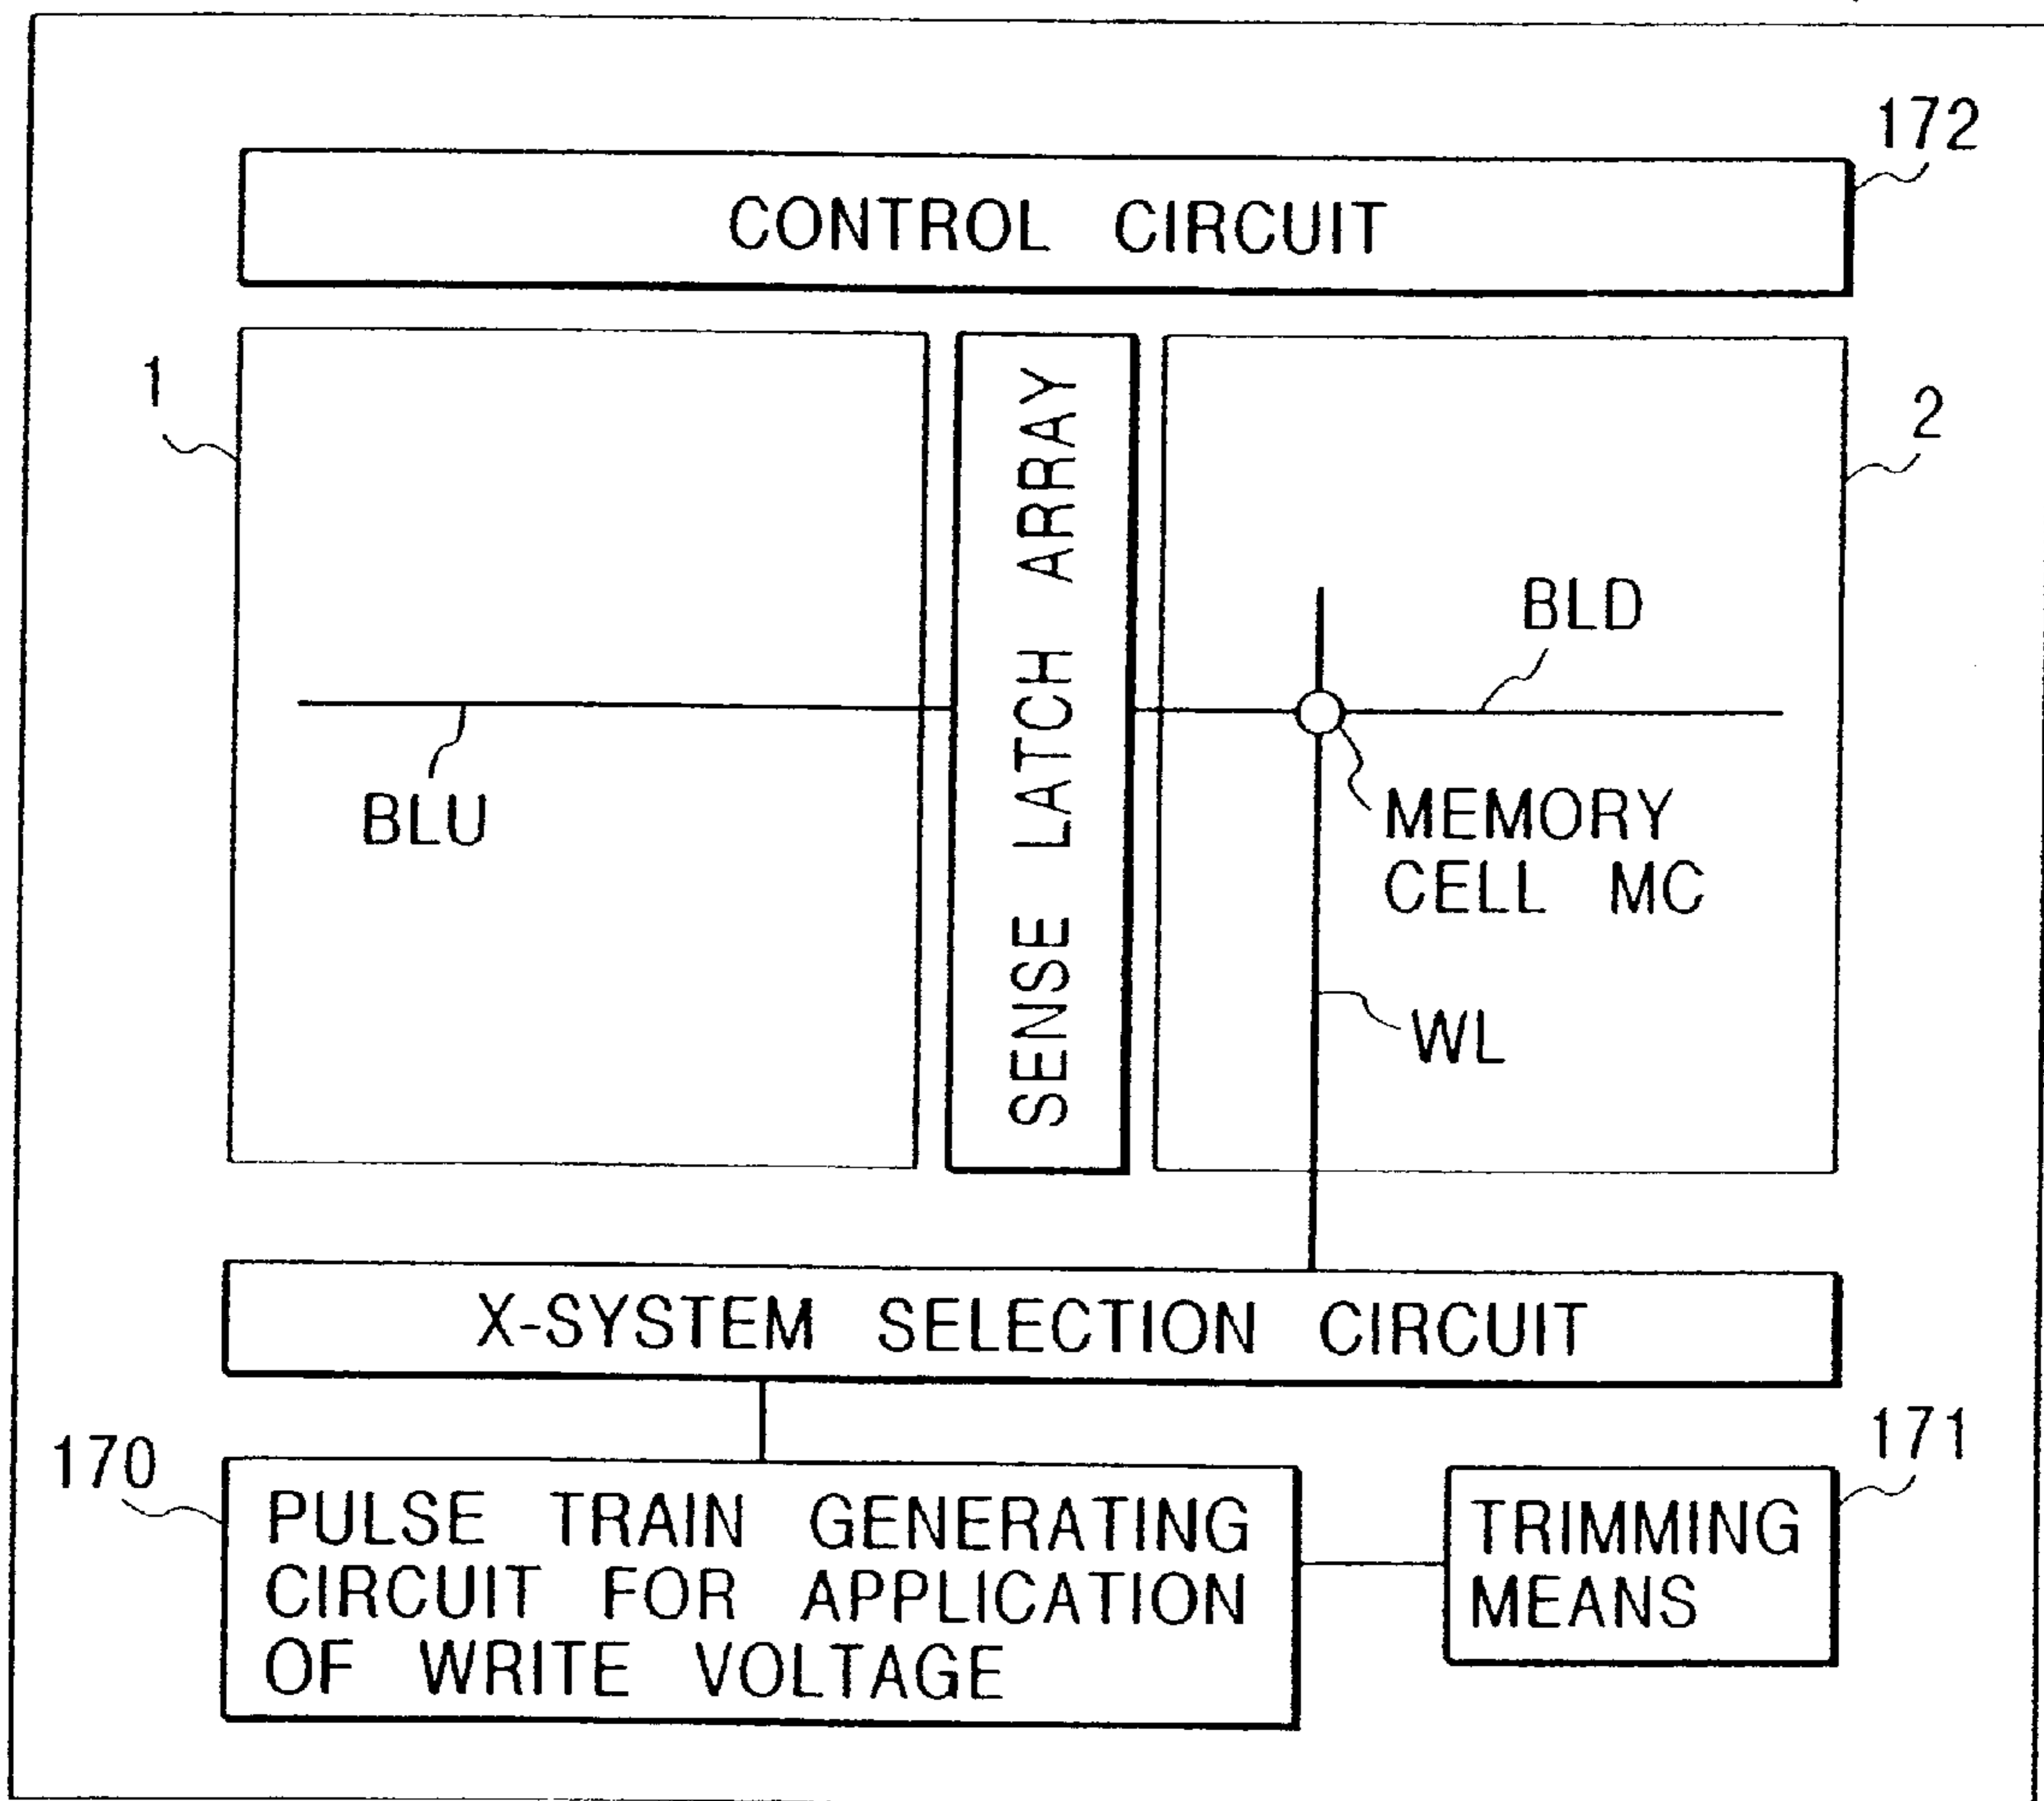 172
CONTROL CIRCUIT
1
2
SENSE LATCH ARRAY
BLD
BLU
MEMORY
CELL MC
WL
X-SYSTEM SELECTION CIRCUIT
170
171
PULSE TRAIN GENERATING
CIRCUIT FOR APPLICATION
OF WRITE VOLTAGE
TRIMMING
MEANS